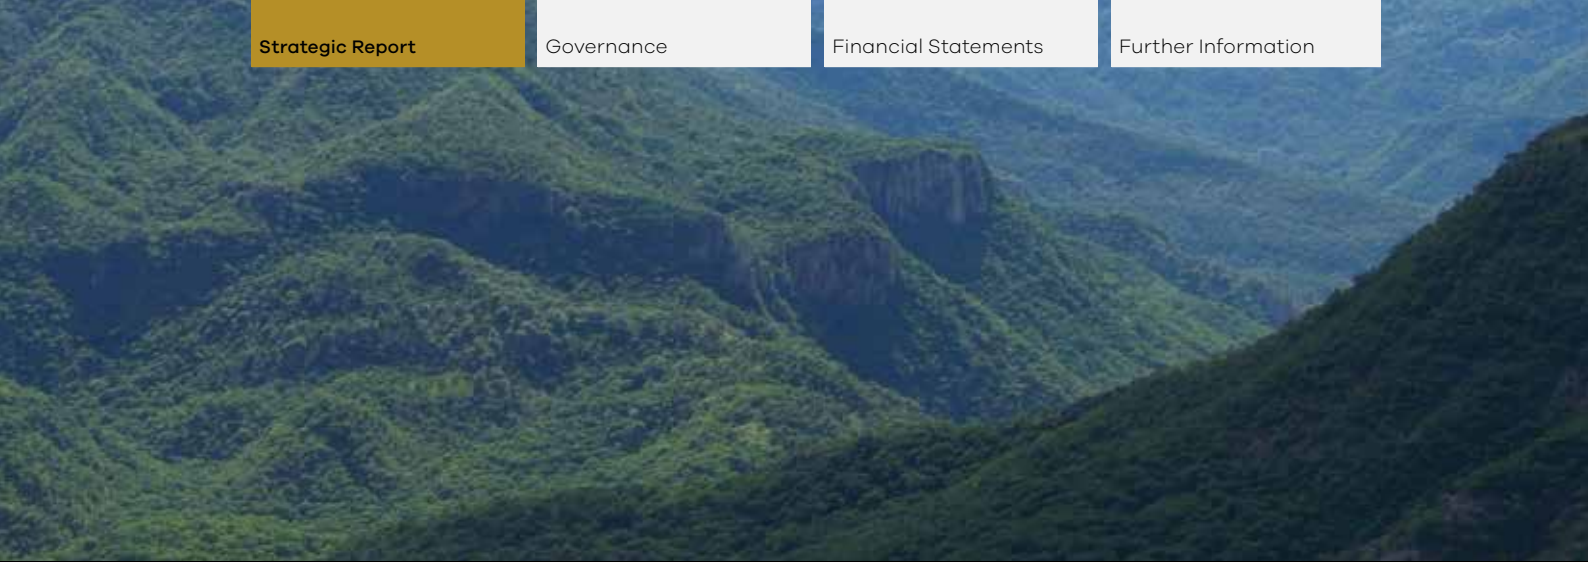 Strategic Report
Governance
Financial Statements
Further Information